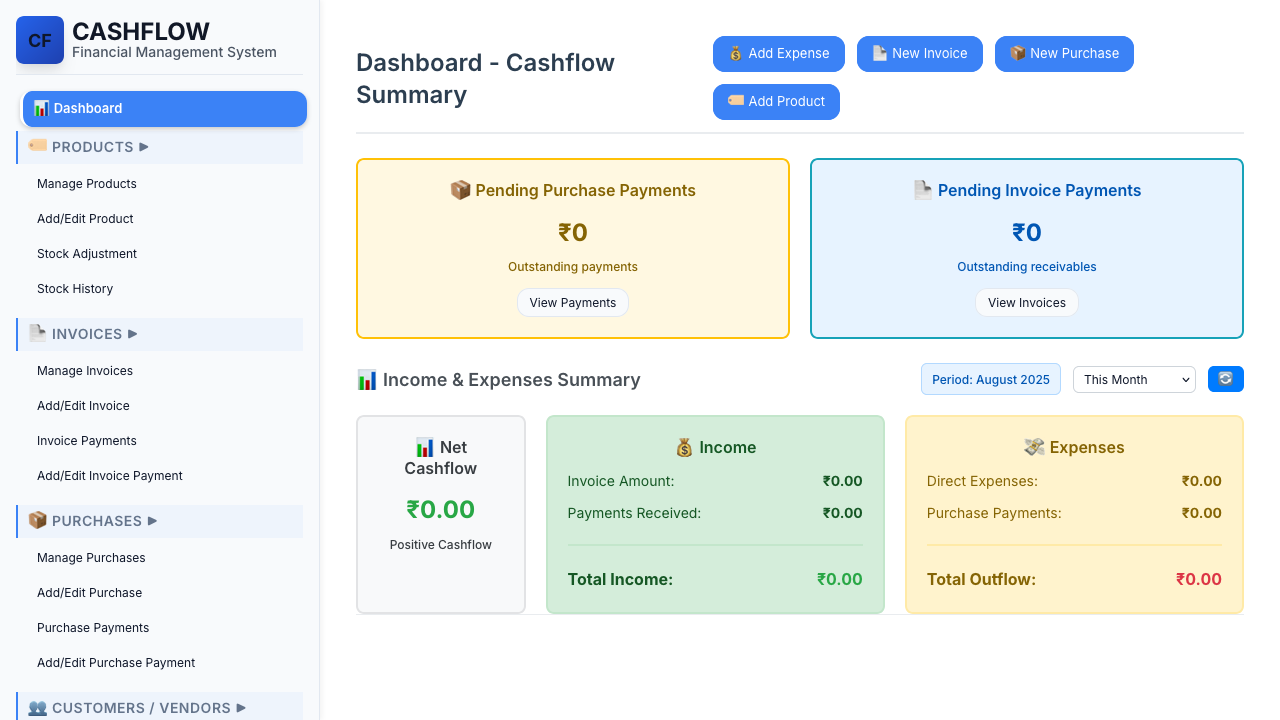 CF
CASHFLOW
Financial Management System
📊 Dashboard
🏷️ PRODUCTS ▶
Manage Products
Add/Edit Product
Stock Adjustment
Stock History
📄 INVOICES ▶
Manage Invoices
Add/Edit Invoice
Invoice Payments
Add/Edit Invoice Payment
📦 PURCHASES ▶
Manage Purchases
Add/Edit Purchase
Purchase Payments
Add/Edit Purchase Payment
👥 CUSTOMERS / VENDORS ▶
Dashboard - Cashflow
Summary
💰 Add Expense
📄 New Invoice
📦 New Purchase
🏷️ Add Product
📦 Pending Purchase Payments
₹0
Outstanding payments
View Payments
📄 Pending Invoice Payments
₹0
Outstanding receivables
View Invoices
📊 Income & Expenses Summary
Period: August 2025
This Month
📊 Net
Cashflow
₹0.00
Positive Cashflow
💰 Income
Invoice Amount: ₹0.00
Payments Received: ₹0.00
Total Income: ₹0.00
💸 Expenses
Direct Expenses: ₹0.00
Purchase Payments: ₹0.00
Total Outflow: ₹0.00